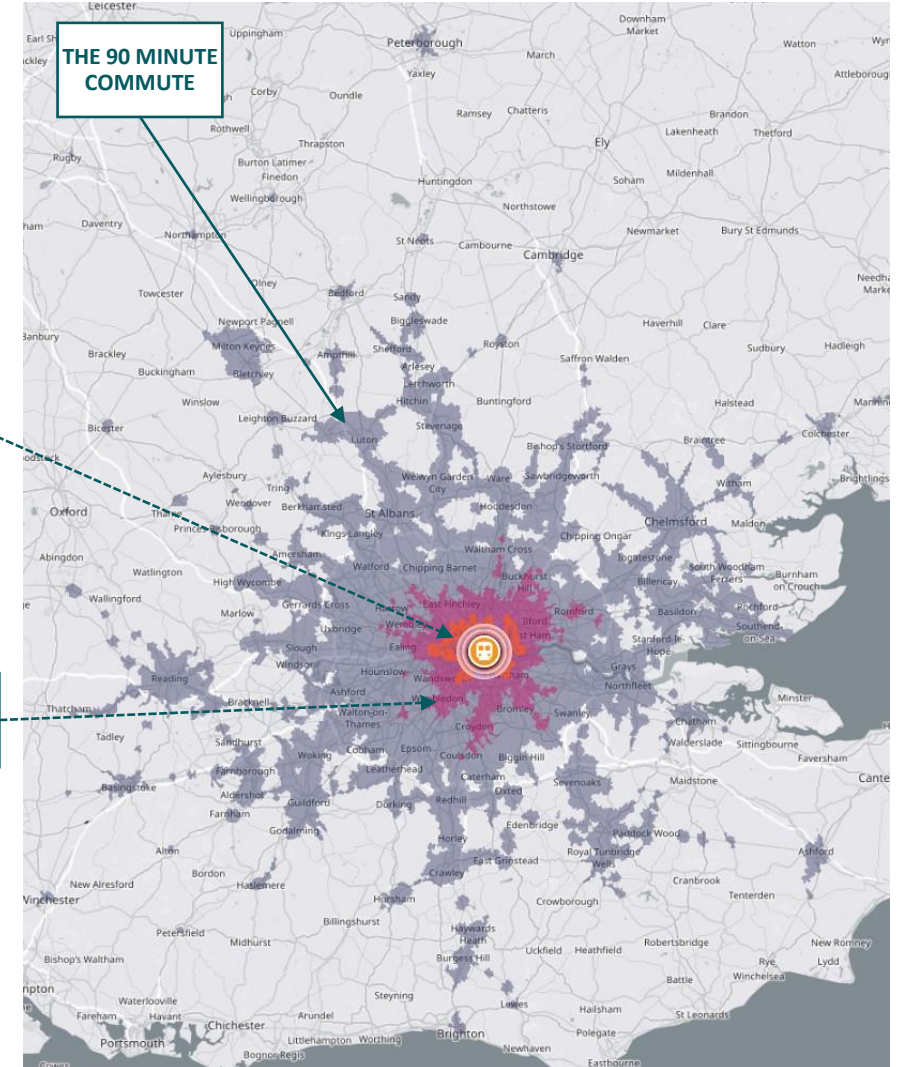 Leicester
THE 90 MINUTE
COMMUTE
Uppingham
Peterborough
Downham
Market
Watton
Yaxley
March
Corby
Oundle
Ramsey
Chatteris
Brandon
Rothwell
Thrapston
Lakenheath
Thetford
Rugby
Burton Latimer
Finedon
Ely
Wellingborough
Huntingdon
Soham
Mildenhall
Northstowe
Daventry
Northampton
St Neots
Cambourne
Newmarket
Bury St Edmunds
Cambridge
Olney
Towcester
Bedford
Sandy
Newport Pagnell
Biggleswade
Haverhill
Clare
Brackley
Milton Keynes
Ampthill
Shefford
Royston
Sudbury
Hadleigh
Arlesey
Saffron Walden
Buckingham
Bletchley
Letchworth
Winslow
Hitchin
Buntingford
Halstead
Leighton Buzzard
Stevenage
Bicester
Luton
Bishop's Stortford
Braintree
Colchester
Aylesbury
Welwyn Garden
City
Ware
Sawbridgeworth
Witham
Tring
Wendover
Berkhamsted
Hoddesdon
Oxford
Thame
St Albans
Chelmsford
Maldon
Princes Risborough
Kings Langley
Chipping Ongar
Abingdon
Amersham
Waltham Cross
Ingatestone
Watlington
Watford
Chipping Barnet
South Woodham
Ferrers
Burnham
on Crouch
Wallingford
High Wycombe
Buckhurst
Hill
Billericay
Marlow
Gerrards Cross
Harrow
East Finchley
Romford
Basildon
Rochford
Wembley
Ilford
Southend-
on-Sea
Uxbridge
Stanford-le-
Hope
Slough
Ealing
Windsor
Hounslow
Grays
Reading
Northfleet
Ashford
Wimbledon
Minster
Bracknell
Bromley
Swanley
Chatham
Thatcham
Walton-on-
Thames
Croydon
Walderslade
Sittingbourne
Tadley
Sandhurst
Cobham
Epsom
Coulsdon
Biggin Hill
Faversham
Woking
Farnborough
Leatherhead
Caterham
Maidstone
Basingstoke
Aldershot
Sevenoaks
Oxted
Guildford
Dorking
Redhill
Farnham
Godalming
Edenbridge
Paddock Wood
Horley
Royal Tunbridge
Wells
Ashford
Alton
East Grinstead
Bordon
Crawley
New Alresford
Haslemere
Cranbrook
Winchester
Horsham
Crowborough
Tenterden
Billingshurst
Haywards
Heath
Petersfield
Midhurst
Uckfield
Heathfield
Robertsbridge
New Romney
Bishop's Waltham
Burgess Hill
Rye
Lydd
Battle
Winchelsea
Steyning
Waterlooville
Lewes
Hailsham
St Leonards
Fareham
Havant
Arundel
Chichester
Brighton
Polegate
Portsmouth
Littlehampton
Worthing
Newhaven
Bognor Regis
Eastbourne